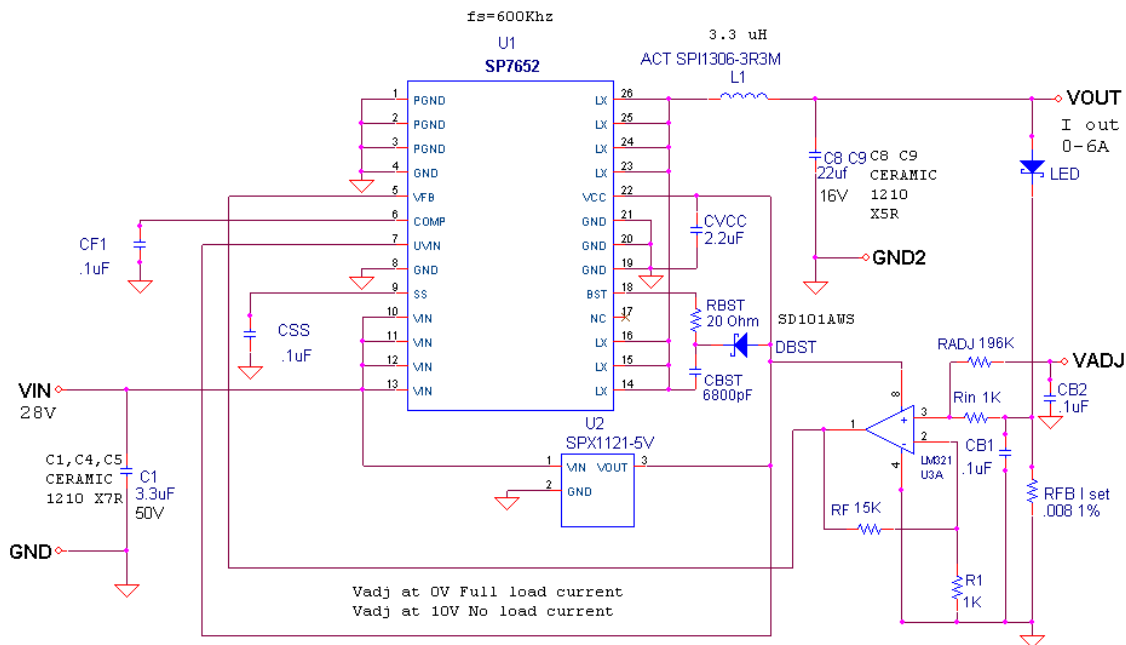 fs=600Khz
U1
SP7652
3.3 uH
ACT SPI1306-3R3M
L1
1 PGND
2 PGND
3 PGND
4 GND
5 VFB
6 COMP
7 UVIN
8 GND
9 SS
10 VIN
11 VIN
12 VIN
13 VIN
LX 26
LX 25
LX 24
LX 23
VCC 22
GND 21
GND 20
GND 19
BST 18
NC 17
LX 16
LX 15
LX 14
VOUT
I out
0-6A
LED
C8 C9
22uf
16V
C8 C9
CERAMIC
1210
X5R
GND2
CVCC
2.2uF
CF1
.1uF
CSS
.1uF
RBST
20 Ohm
SD101AWS
DBST
CBST
6800pF
VIN
28V
C1,C4,C5
CERAMIC
1210 X7R
C1
3.3uF
50V
GND
U2
SPX1121-5V
1 VIN VOUT 3
2 GND
RADJ 196K
VADJ
CB2
.1uF
Rin 1K
CB1
.1uF
8
3 +
1
2 -
4
LM321
U3A
RFB I set
.008 1%
RF 15K
R1
1K
Vadj at 0V Full load current
Vadj at 10V No load current